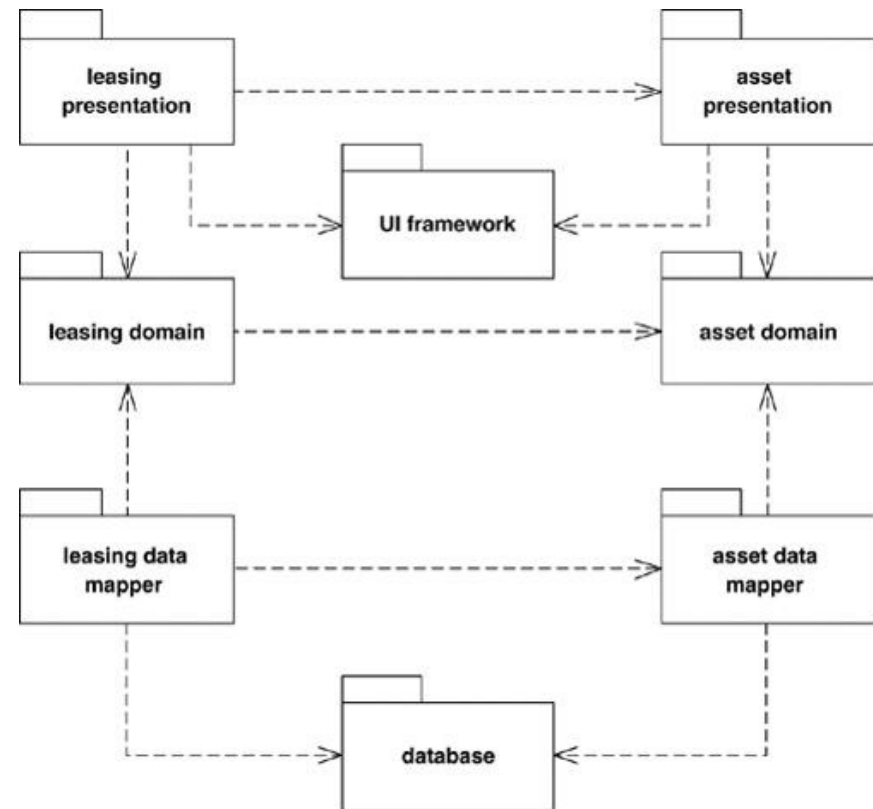 leasing
presentation
asset
presentation
UI framework
leasing domain
asset domain
leasing data
mapper
asset data
mapper
database